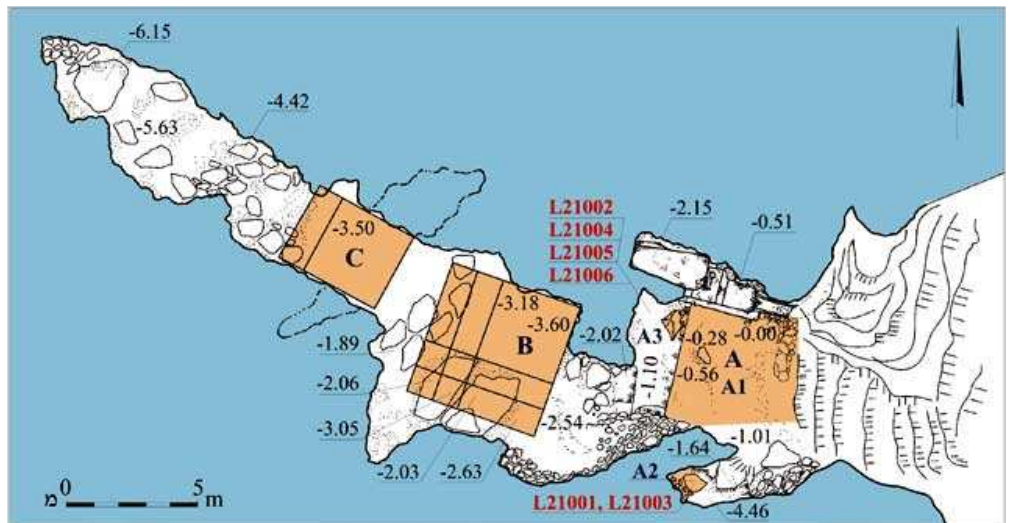 -6.15
-4.42
-5.63
-3.50
C
L21002
L21004
L21005
L21006
-2.15
-0.51
-3.18
-3.60
B
-2.02
A3
-0.28
-0.00
A
A1
-0.56
-1.10
-1.89
-2.06
-3.05
-2.03
-2.63
-2.54
-1.64
-1.01
A2
L21001, L21003
-4.46
מ 0 5 m